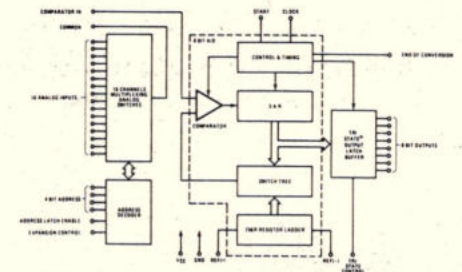 COMPARATOR IN
COMMON
START
CLOCK
8 BIT A/D
CONTROL & TIMING
END OF CONVERSION
16 ANALOG INPUTS
16 CHANNELS
MULTIPLEXING
ANALOG
SWITCHES
COMPARATOR
S.A.R.
TRI
STATE®
OUTPUT
LATCH
BUFFER
8 BIT OUTPUTS
SWITCH TREE
4 BIT ADDRESS
ADDRESS
DECODER
ADDRESS LATCH ENABLE
EXPANSION CONTROL
256R RESISTOR LADDER
VCC
GND
REF(+)
REF(-)
TRI
STATE
CONTROL